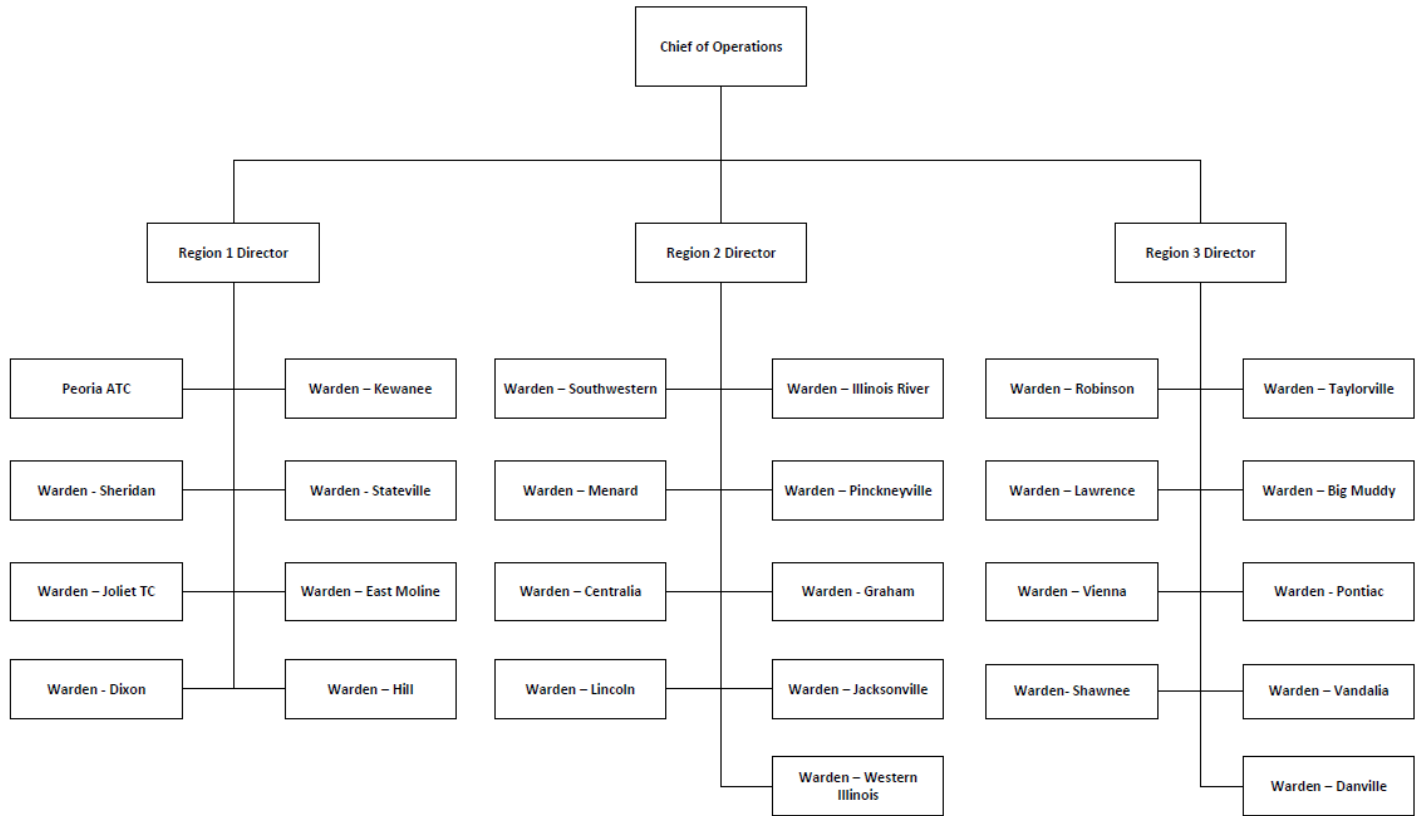 Chief of Operations
Region 1 Director
Region 2 Director
Region 3 Director
Peoria ATC
Warden – Kewanee
Warden – Southwestern
Warden – Illinois River
Warden – Robinson
Warden – Taylorville
Warden - Sheridan
Warden - Stateville
Warden – Menard
Warden – Pinckneyville
Warden – Lawrence
Warden – Big Muddy
Warden – Joliet TC
Warden – East Moline
Warden – Centralia
Warden - Graham
Warden – Vienna
Warden - Pontiac
Warden - Dixon
Warden – Hill
Warden – Lincoln
Warden – Jacksonville
Warden- Shawnee
Warden – Vandalia
Warden – Western
Illinois
Warden – Danville